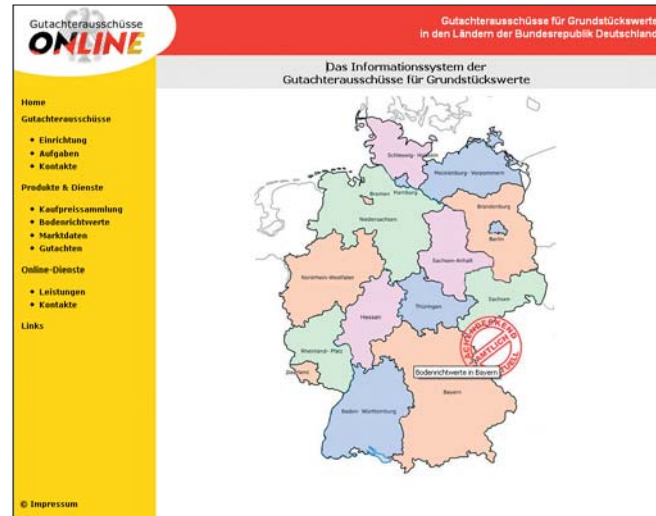 Gutachterausschüsse
ONLINE
Gutachterausschüsse für Grundstückswerte
in den Ländern der Bundesrepublik Deutschland
Das Informationssystem der
Gutachterausschüsse für Grundstückswerte
Home
Gutachterausschüsse
• Einrichtung
• Aufgaben
• Kontakte
Produkte & Dienste
• Kaufpreissammlung
• Bodenrichtwerte
• Marktdaten
• Gutachten
Online-Dienste
• Leistungen
• Kontakte
Links
© Impressum
Schleswig- Holstein
Mecklenburg- Vorpommern
Hamburg
Bremen
Niedersachsen
Brandenburg
Berlin
Sachsen-Anhalt
Nordrhein-Westfalen
Sachsen
Thüringen
Hessen
Rheinland- Pfalz
Saarland
AMTLICH
Bodenrichtwerte in Bayern
Bayern
Baden- Württemburg